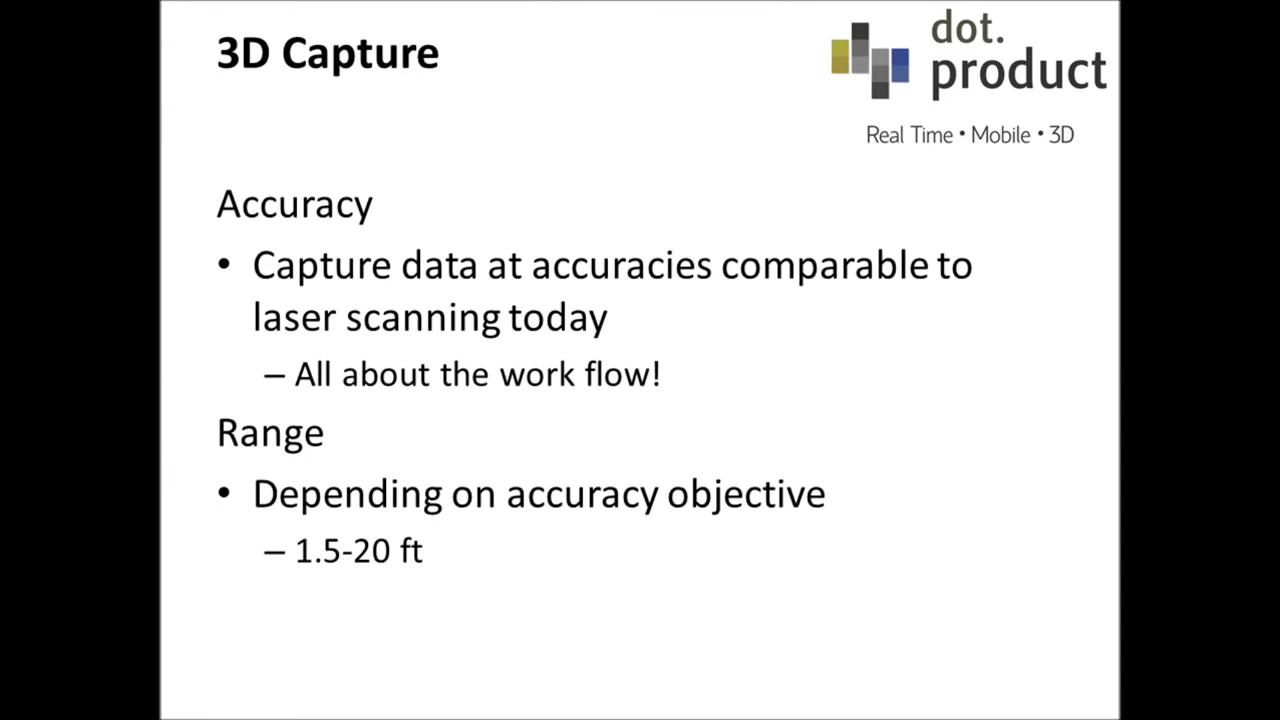 3D Capture
dot.
product
Real Time • Mobile • 3D
Accuracy
• Capture data at accuracies comparable to
laser scanning today
– All about the work flow!
Range
• Depending on accuracy objective
– 1.5-20 ft